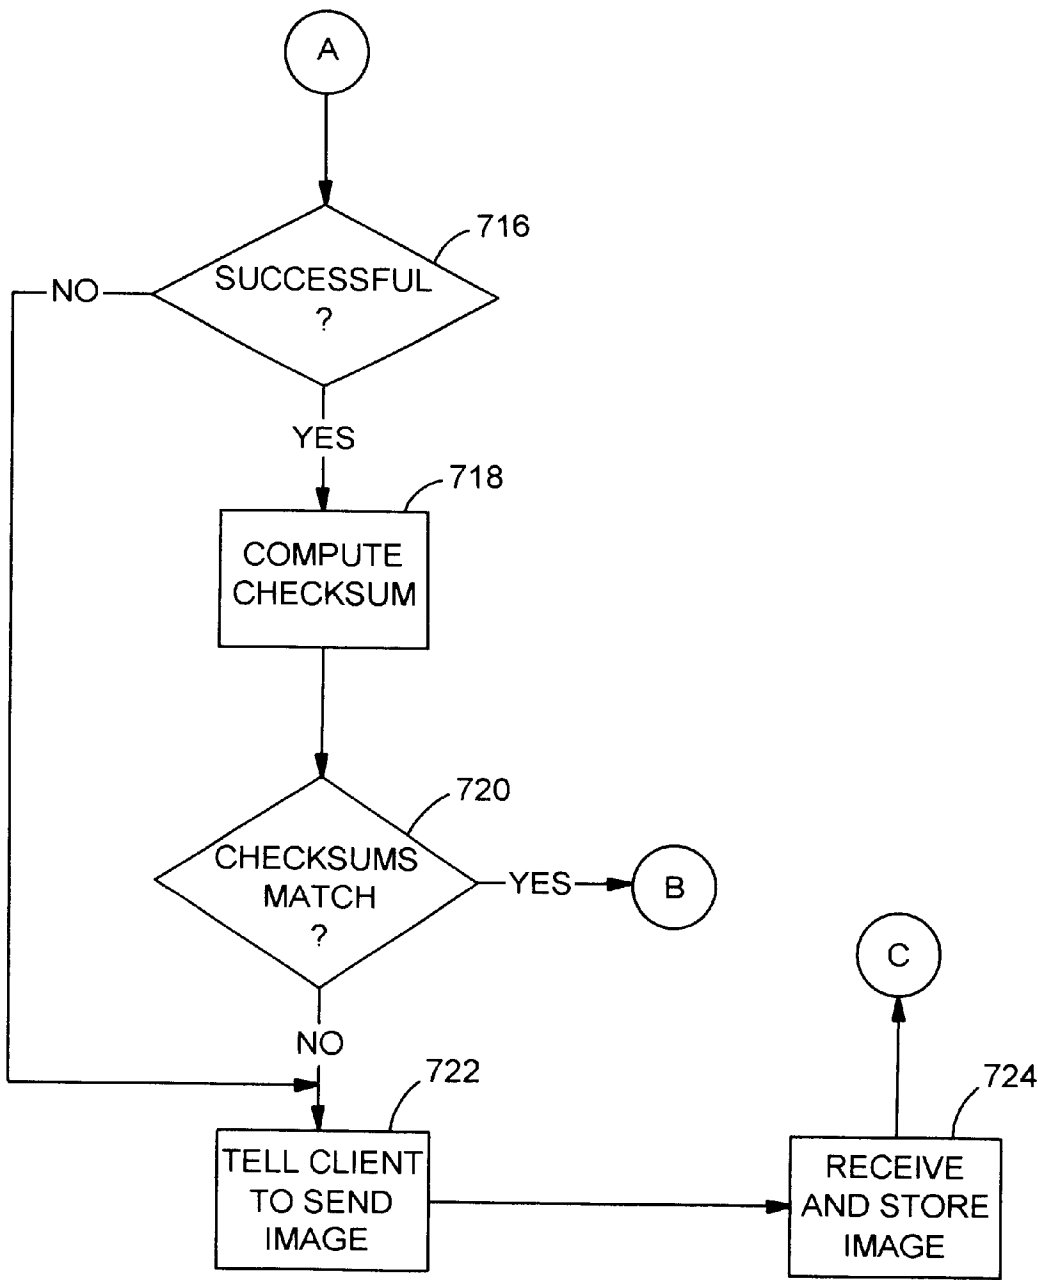 A
716
SUCCESSFUL
?
NO
YES
718
COMPUTE
CHECKSUM
720
CHECKSUMS
MATCH
?
YES
B
C
NO
722
724
TELL CLIENT
TO SEND
IMAGE
RECEIVE
AND STORE
IMAGE